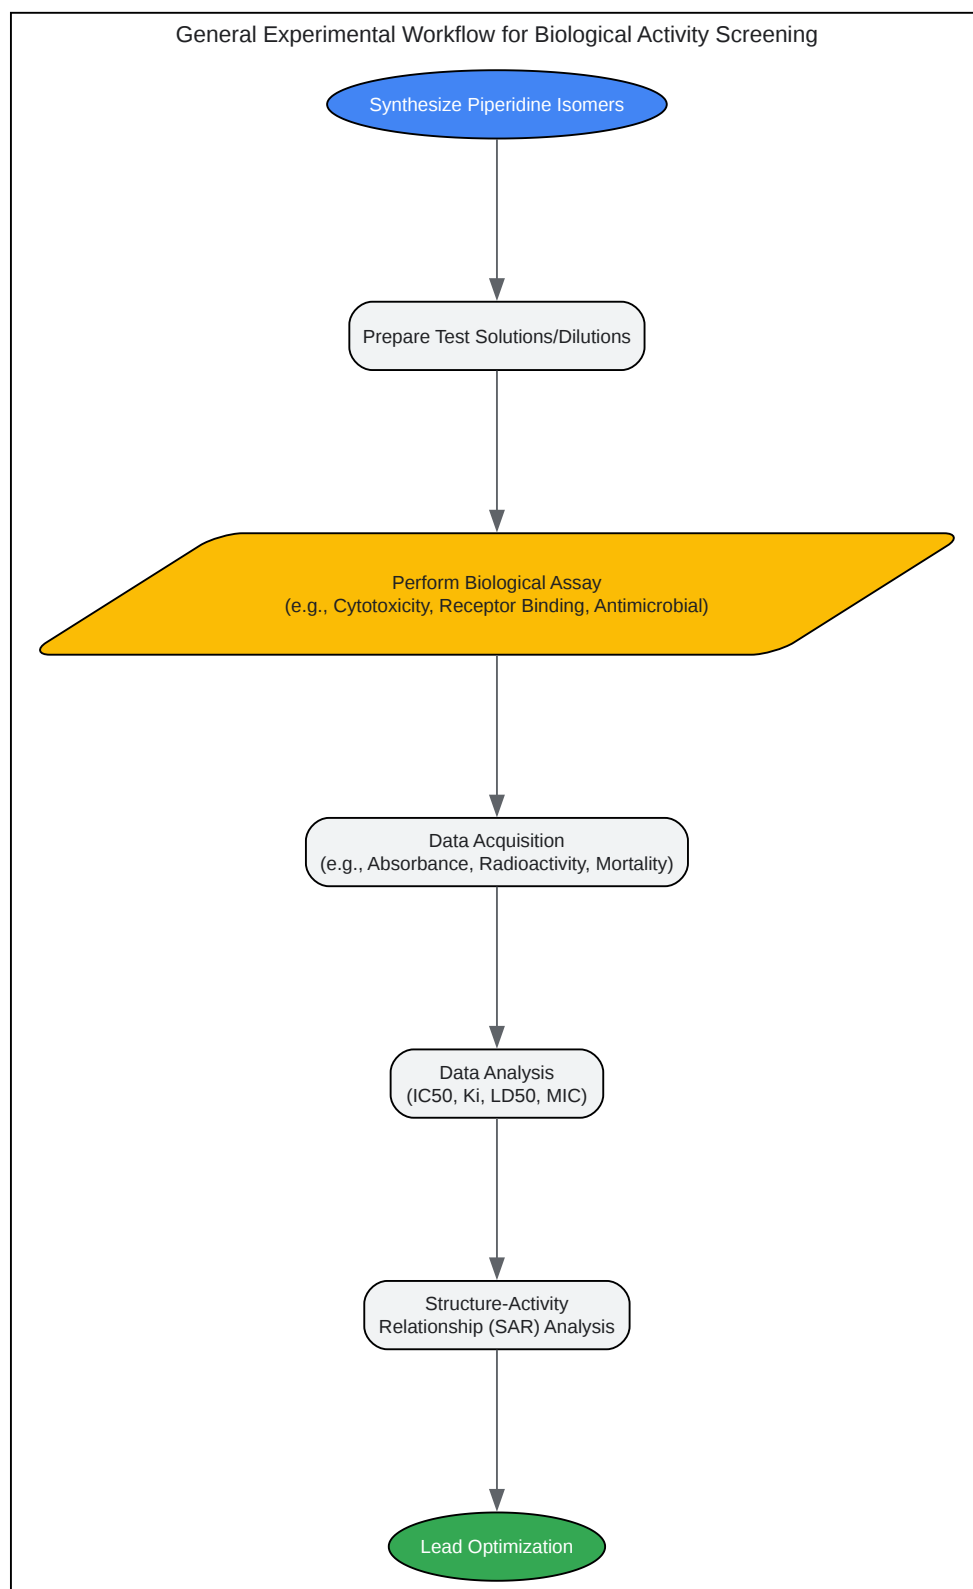 General Experimental Workflow for Biological Activity Screening
Synthesize Piperidine Isomers
Prepare Test Solutions/Dilutions
Perform Biological Assay
(e.g., Cytotoxicity, Receptor Binding, Antimicrobial)
Data Acquisition
(e.g., Absorbance, Radioactivity, Mortality)
Data Analysis
(IC50, Ki, LD50, MIC)
Structure-Activity
Relationship (SAR) Analysis
Lead Optimization